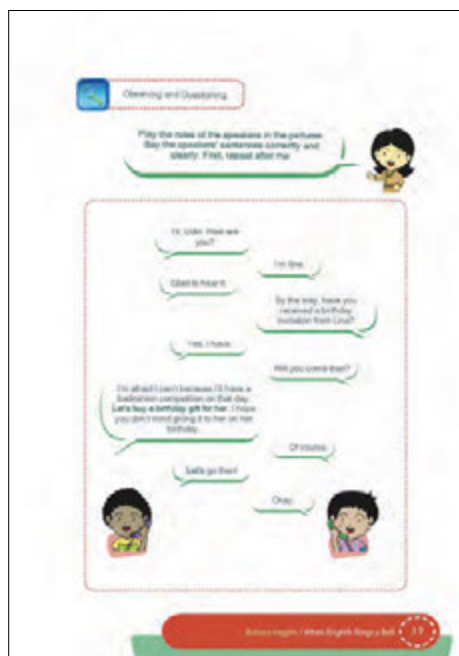 Observing and Questioning
Play the roles of the speakers in the pictures.
Say the speakers' sentences correctly and
clearly. First, repeat after me
Hi, Udin. How are
you?
I'm fine.
Glad to hear it.
By the way, have you
received a birthday
invitation from Lina?
Yes, I have.
Will you come then?
I'm afraid I can't because I'll have a
badminton competition on that day.
Let's buy a birthday gift for her. I hope
you don't mind giving it to her on her
birthday.
Of course.
Let's go then!
Okay.
Bahasa Inggris / When English Rings a Bell